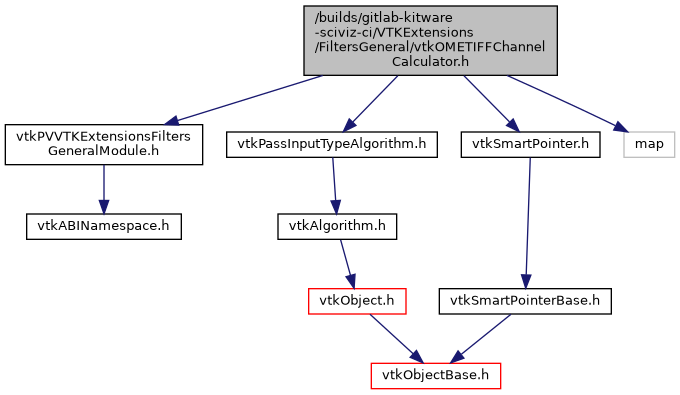 /builds/gitlab-kitware
-sciviz-ci/VTKExtensions
/FiltersGeneral/vtkOMETIFFChannel
Calculator.h
vtkPVVTKExtensionsFilters
GeneralModule.h
vtkPassInputTypeAlgorithm.h
vtkSmartPointer.h
map
vtkABINamespace.h
vtkAlgorithm.h
vtkObject.h
vtkSmartPointerBase.h
vtkObjectBase.h